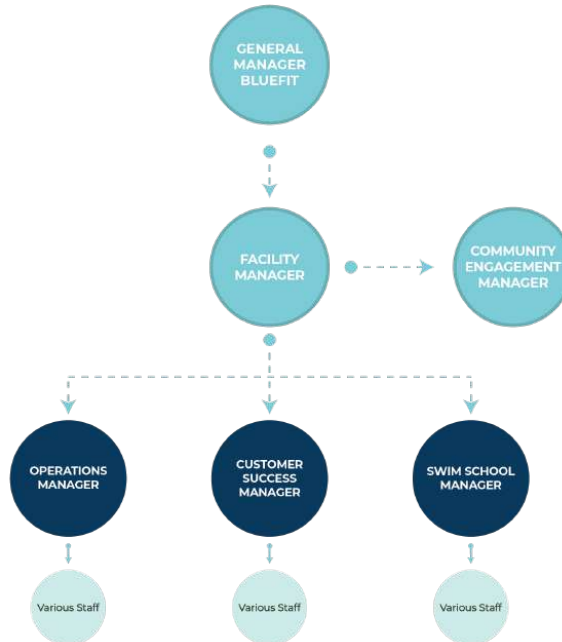 GENERAL
MANAGER
BLUEFIT
FACILITY
MANAGER
COMMUNITY
ENGAGEMENT
MANAGER
OPERATIONS
MANAGER
CUSTOMER
SUCCESS
MANAGER
SWIM SCHOOL
MANAGER
Various Staff
Various Staff
Various Staff